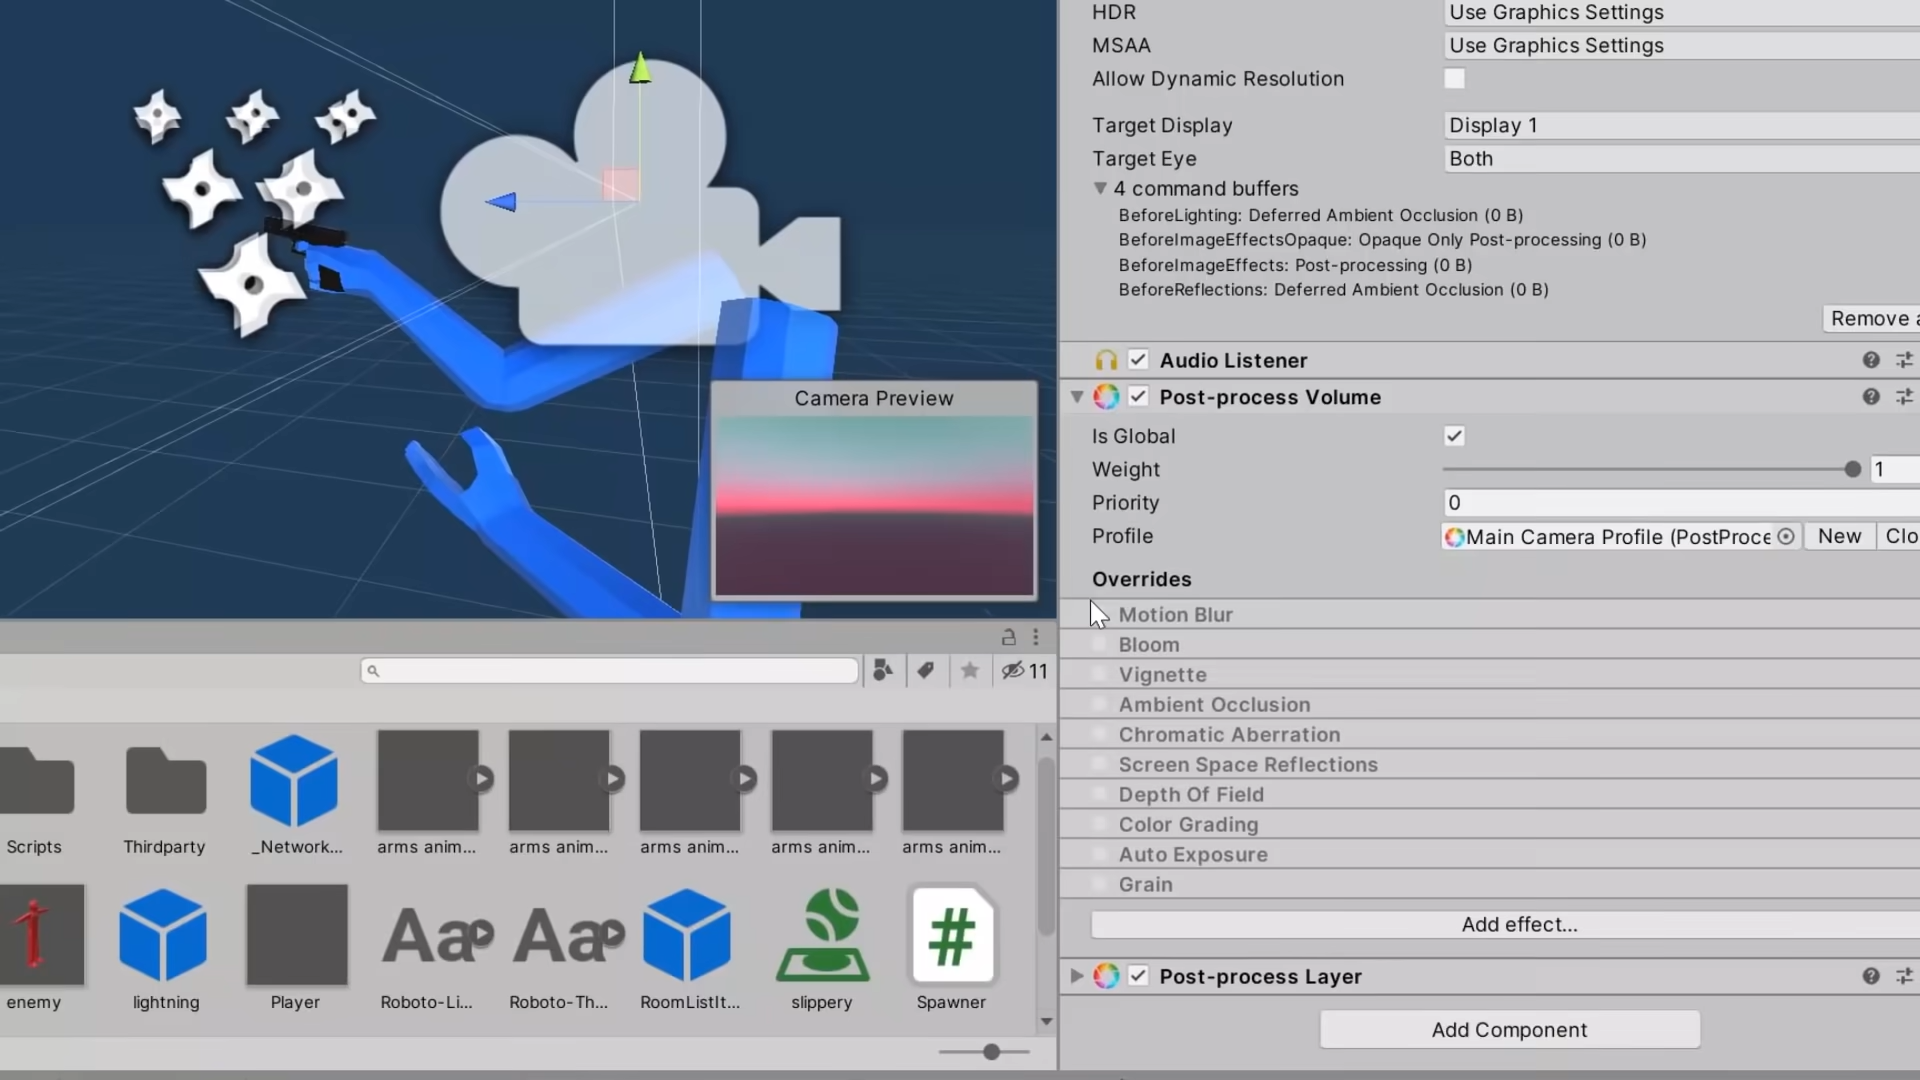 HDR Use Graphics Settings
MSAA Use Graphics Settings
Allow Dynamic Resolution
Target Display Display 1
Target Eye Both
4 command buffers
BeforeLighting: Deferred Ambient Occlusion (0 B)
BeforeImageEffectsOpaque: Opaque Only Post-processing (0 B)
BeforeImageEffects: Post-processing (0 B)
BeforeReflections: Deferred Ambient Occlusion (0 B)
Remove a
Audio Listener
Post-process Volume
Is Global
Weight 1
Priority 0
Profile Main Camera Profile (PostProce New Clo
Overrides
Motion Blur
Bloom
Vignette
Ambient Occlusion
Chromatic Aberration
Screen Space Reflections
Depth Of Field
Color Grading
Auto Exposure
Grain
Add effect...
Post-process Layer
Add Component
Camera Preview
11
Scripts Thirdparty _Network... arms anim... arms anim... arms anim... arms anim... arms anim...
Aa Aa #
enemy lightning Player Roboto-Li... Roboto-Th... RoomListIt... slippery Spawner